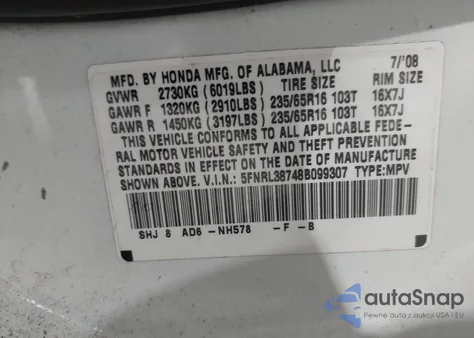 MFD. BY HONDA MFG. OF ALABAMA, LLC 7/'08
TIRE SIZE RIM SIZE
GVWR 2730KG (6019LBS)
GAWR F 1320KG (2910LBS) 235/65R16 103T 16X7J
GAWR R 1450KG (3197LBS) 235/65R16 103T 16X7J
THIS VEHICLE CONFORMS TO ALL APPLICABLE FEDE-
RAL MOTOR VEHICLE SAFETY AND THEFT PREVENTION
STANDARDS IN EFFECT ON THE DATE OF MANUFACTURE
SHOWN ABOVE. V.I.N.: 5FNRL38748B099307 TYPE:MPV
SHJ 8 AD6 -NH578 -F -B
autoSnap
Pewne auta z aukcji USA i EU